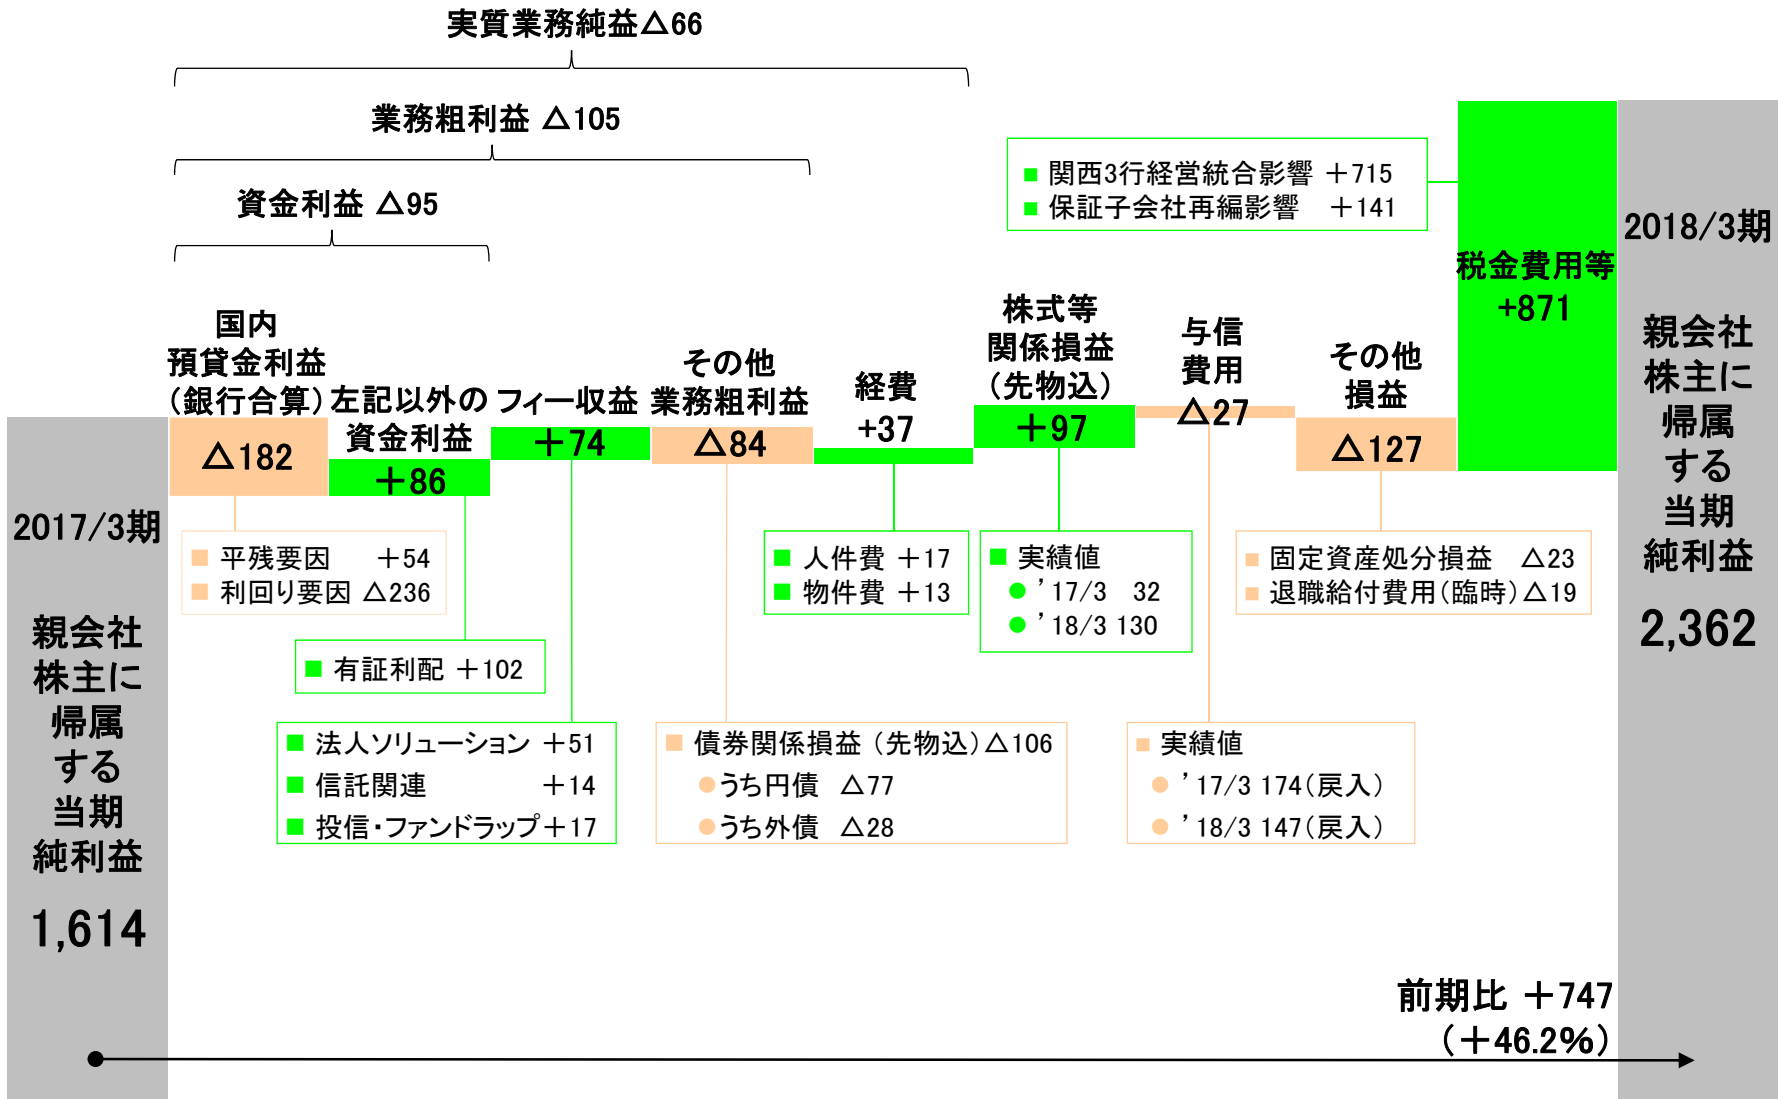 実質業務純益△66
業務粗利益 △105
資金利益 △95
関西3行経営統合影響 +715
保証子会社再編影響 +141
2018/3期
親会社
株主に
帰属
する
当期
純利益
2,362
税金費用等
+871
国内
預貸金利益
(銀行合算)
△182
左記以外の
資金利益
+86
フィー収益
+74
その他
業務粗利益
△84
経費
+37
株式等
関係損益
(先物込)
+97
与信
費用
△27
その他
損益
△127
2017/3期
親会社
株主に
帰属
する
当期
純利益
1,614
平残要因 +54
利回り要因 △236
有証利配 +102
法人ソリューション +51
信託関連 +14
投信・ファンドラップ+17
債券関係損益 (先物込)△106
うち円債 △77
うち外債 △28
人件費 +17
物件費 +13
実績値
’17/3 32
’18/3 130
実績値
’17/3 174(戻入)
’18/3 147(戻入)
固定資産処分損益 △23
退職給付費用(臨時)△19
前期比 +747
(+46.2%)